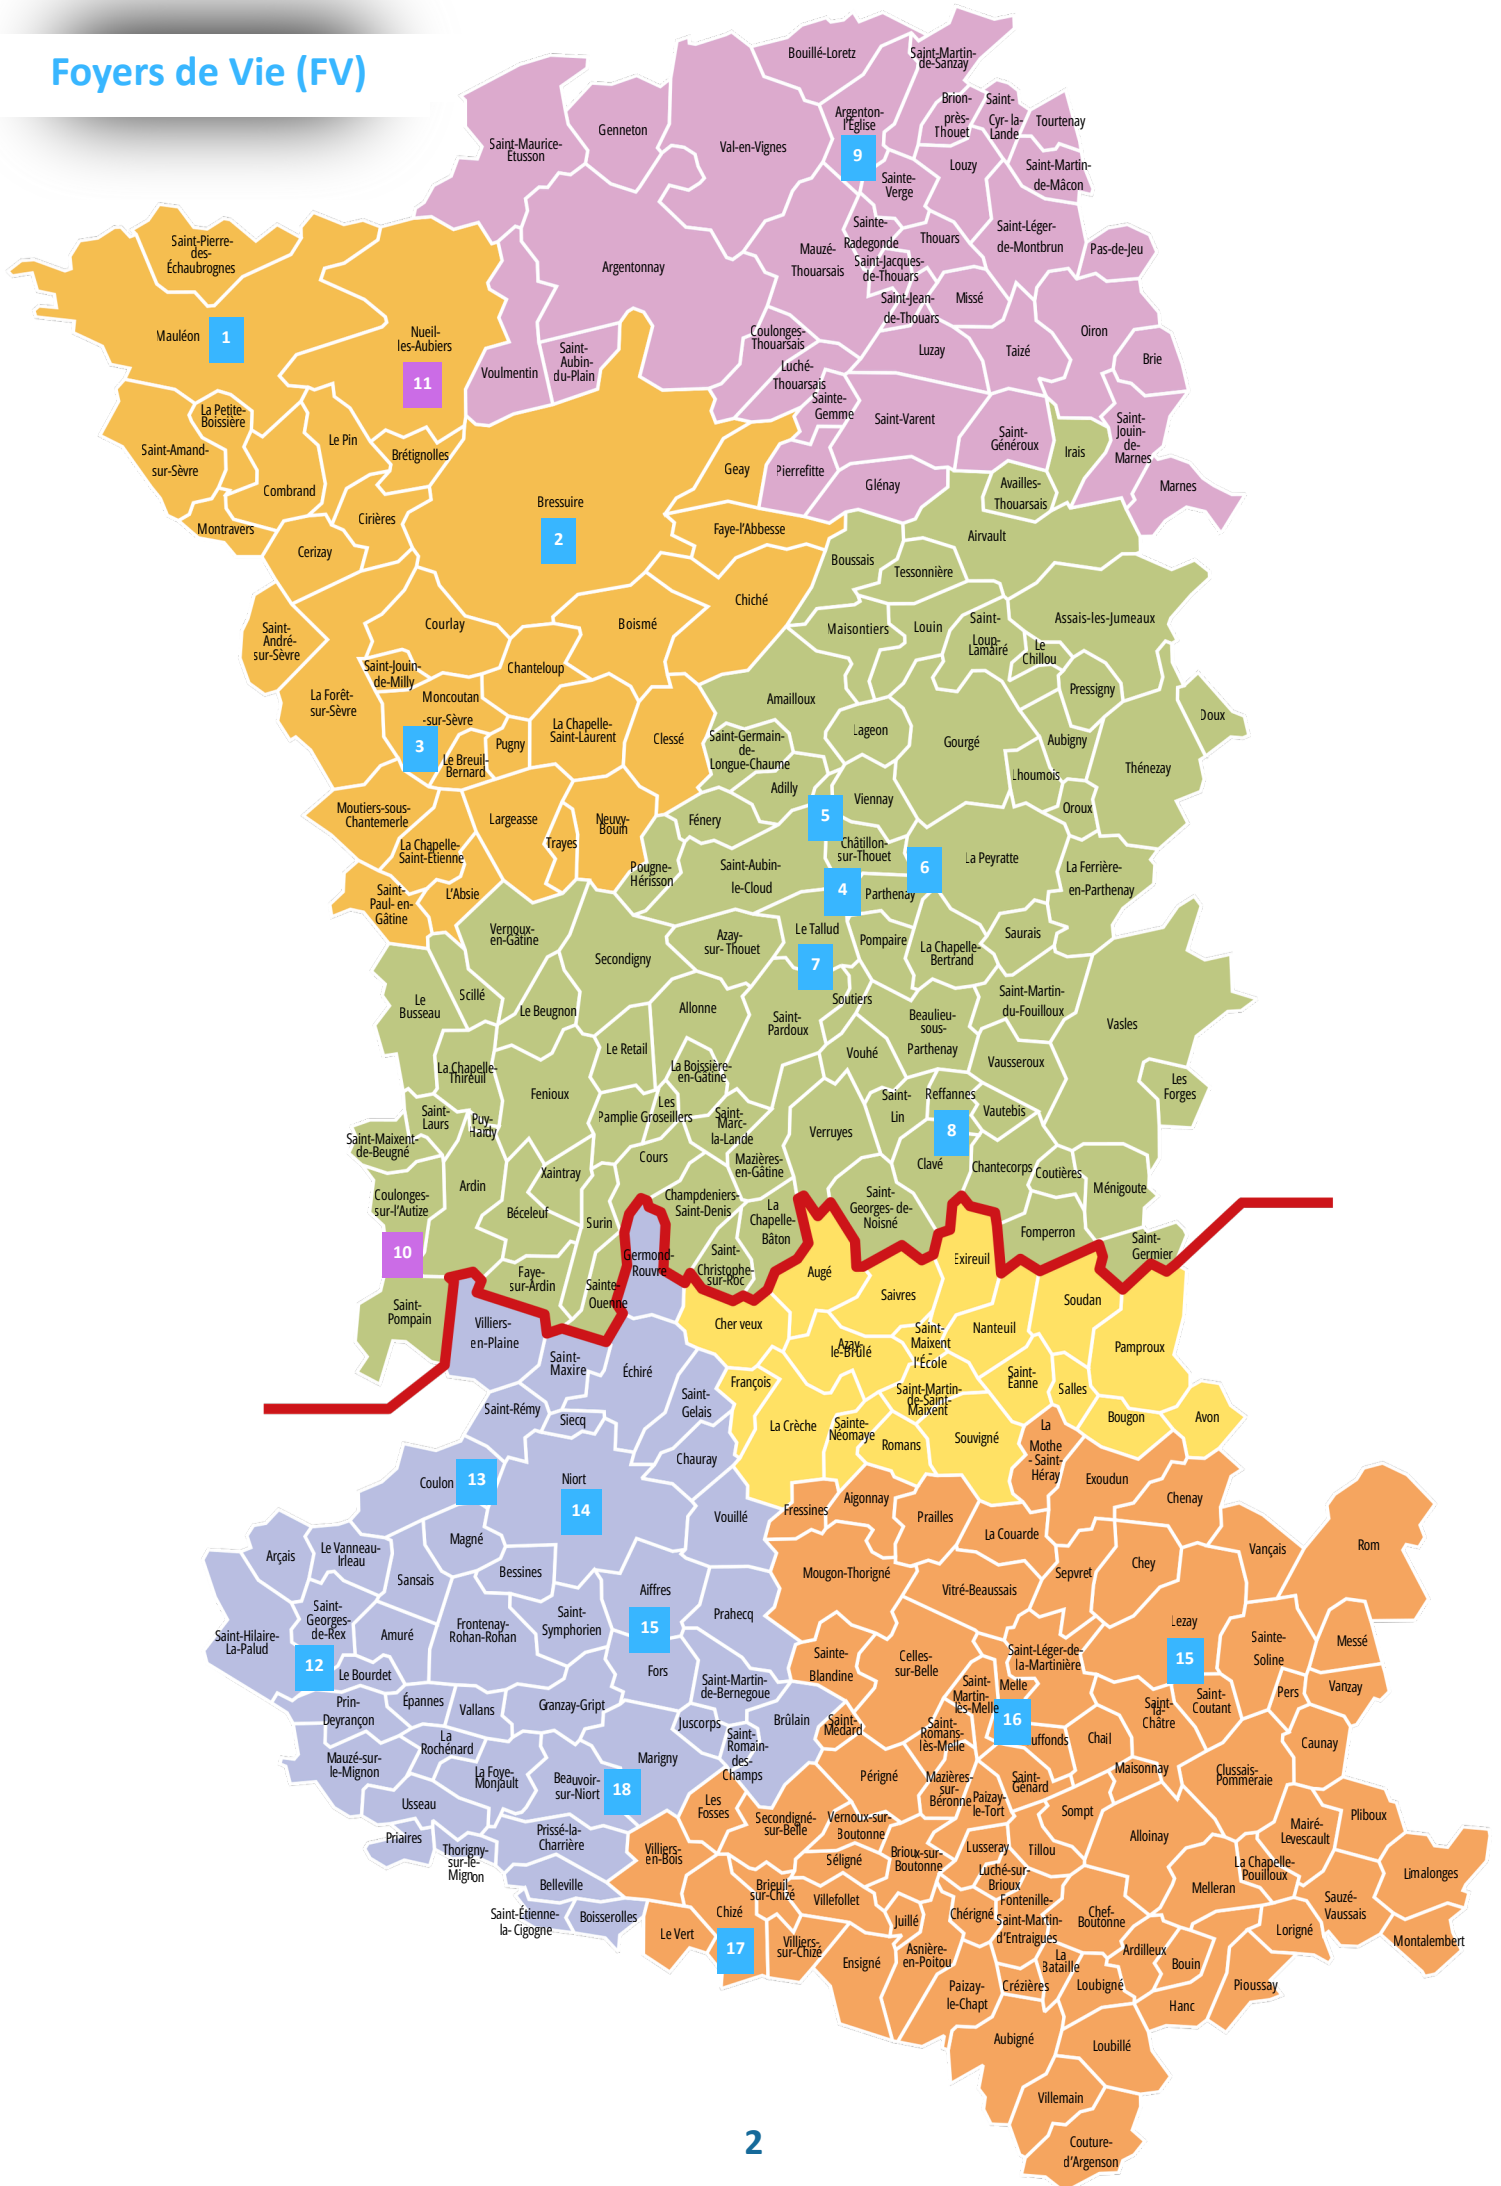 Foyers de Vie (FV)
Bouillé-Loretz
Saint-Martin-
de-Sanzay
Saint-Maurice-
Étusson
Genneton
Val-en-Vignes
Argenton-
l'Église
9
Brion-
près-
Thouet
Saint-
Cyr- la-
Lande
Tourtenay
Louzy
Saint-Martin-
de-Mâcon
Sainte-
Verge
Argentonnay
Mauzé-
Thouarsais
Sainte-
Radegonde
Thouars
Saint-Jacques-
de-Thouars
Saint-Léger-
de-Montbrun
Pas-de-Jeu
Saint-Jean-
de-Thouars
Missé
Oiron
Brie
Coulonges-
Thouarsais
Luzay
Taizé
Luché-
Thouarsais
Sainte-
Gemme
Saint-Varent
Saint-
Généroux
Irais
Saint-
Jouin-
de-
Marnes
Marnes
Pierrefitte
Glénay
Voulmentin
Saint-
Aubin-
du-Plain
Saint-Pierre-
des-
Échaubrognes
Mauléon
1
Nueil-
les-Aubiers
11
La Petite-
Boissière
Saint-Amand-
sur-Sèvre
Le Pin
Brétignolles
Combrand
Montravers
Cirières
Cerizay
Bressuire
2
Geay
Faye-l'Abbesse
Chiché
Boismé
Courlay
Chanteloup
Saint-
André-
sur-Sèvre
Saint-Jouin-
de-Milly
La Forêt-
sur-Sèvre
Moncoutan
-sur-Sèvre
3
Le Breuil-
Bernard
Pugny
La Chapelle-
Saint-Laurent
Clessé
Moutiers-sous-
Chantemerle
La Chapelle-
Saint-Étienne
Largeasse
Trayes
Neuvy-
Bouin
Saint-
Paul- en-
Gâtine
L'Absie
Availles-
Thouarsais
Airvault
Boussais
Tessonnière
Maisontiers
Louin
Saint-
Loup-
Lamairé
Assais-les-Jumeaux
Le
Chillou
Pressigny
Doux
Amailloux
Lageon
Gourgé
Aubigny
Thénezay
Saint-Germain-
de-
Longue-Chaume
Adilly
Viennay
Lhoumois
Oroux
Fénery
5
Châtillon-
sur-Thouet
6
La Peyratte
La Ferrière-
en-Parthenay
Pougne-
Hérisson
Saint-Aubin-
le-Cloud
4
Parthenay
Vernoux-
en-Gâtine
Secondigny
Azay-
sur- Thouet
Le Tallud
7
Pompaire
La Chapelle-
Bertrand
Saurais
Le
Busseau
Scillé
Le Beugnon
Allonne
Saint-
Pardoux
Soutiers
Beaulieu-
sous-
Parthenay
Saint-Martin-
du-Fouilloux
Vasles
Le Retail
La Boissière-
en-Gâtine
Vouhé
Vausseroux
Les
Forges
La Chapelle-
Thireuil
Fenioux
Pamplie
Les
Groseillers
Saint-
Marc-
la-Lande
Verruyes
Saint-
Lin
Reffannes
8
Vautebis
Saint-
Laurs
Puy-
Hardy
Saint-Maixent-
de-Beugné
Cours
Mazières-
en-Gâtine
Clavé
Chantecorps
Coutières
Ménigoute
Coulonges-
sur-l'Autize
10
Ardin
Xaintray
Béceleuf
Surin
Champdeniers-
Saint-Denis
La
Chapelle-
Bâton
Saint-
Georges- de-
Noisné
Fomperron
Saint-
Germier
Faye-
sur-Ardin
Sainte-
Ouenne
Germond-
Rouvre
Saint-
Christophe-
sur-Roc
Saint-
Pompain
Augé
Exireuil
Saivres
Soudan
Cher veux
Azay-
le-Brûlé
Saint-
Maixent
-
l'École
Nanteuil
Pamproux
François
Saint-
Eanne
Salles
Saint-Martin-
de-Saint-
Maixent
La Crèche
Sainte-
Néomaye
Romans
Souvigné
Bougon
Avon
Villiers-
en-Plaine
Saint-
Maxire
Échiré
Saint-
Gelais
Saint-Rémy
Siecq
Chauray
Coulon
13
Niort
14
Vouillé
Magné
Bessines
Arçais
Le Vanneau-
Irleau
Sansais
Aiffres
15
Prahecq
Saint-Hilaire-
La-Palud
Saint-
Georges-
de-Rex
12
Amuré
Frontenay-
Rohan-Rohan
Saint-
Symphorien
Fors
Le Bourdet
Saint-Martin-
de-Bernegoue
Prin-
Deyrançon
Épannes
Vallans
Granzay-Gript
Juscorps
Brûlain
Mauzé-sur-
le-Mignon
La
Rochénard
Saint-
Romain-
des-
Champs
La Foye-
Monjault
Beauvoir-
sur-Niort
Marigny
18
Usseau
Priaires
Thorigny-
sur-le-
Mignon
Prissé-la-
Charrière
Belleville
Saint-Étienne-
la- Cigogne
Boisserolles
La
Mothe
- Saint-
Héray
Exoudun
Chenay
Fressines
Aigonnay
Prailles
La Couarde
Rom
Vançais
Mougon-Thorigné
Vitré-Beaussais
Sepvret
Chey
Lezay
15
Sainte-
Soline
Messé
Vanzay
Pers
Sainte-
Blandine
Celles-
sur-Belle
Saint-Léger-de-
la-Martinière
Saint-
Martin-
lès-Melle
Melle
16
uffonds
Chail
Saint-
la-
Châtre
Saint-
Coutant
Caunay
Saint-
Médard
Saint-
Romans-
lès-Melle
Périgné
Mazières-
sur-
Béronne
Paizay-
le-Tort
Saint-
Génard
Maisonnay
Clussais-
Pommeraie
Sompt
Alloinay
Mairé-
Levescault
Pliboux
Les
Fosses
Secondigné-
sur-Belle
Vernoux-sur-
Boutonne
Villiers-
en-Bois
Séligné
Brioux-sur-
Boutonne
Lusseray
Tillou
Luché-sur-
Brioux
La Chapelle-
Pouilloux
Limalonges
Melleran
Sauzé-
Vaussais
Brieuil-
sur-Chizé
Villefollet
Chizé
17
Le Vert
Villiers-
sur-Chizé
Juillé
Chérigné
Fontenille-
Saint-Martin-
d'Entraigues
Chef-
Boutonne
Lorigné
Montalembert
Ensigné
Asnière-
en-Poitou
La
Bataille
Ardilleux
Bouin
Paizay-
le-Chapt
Crézières
Loubigné
Hanc
Pioussay
Aubigné
Loubillé
Villemain
Couture-
d'Argenson
2